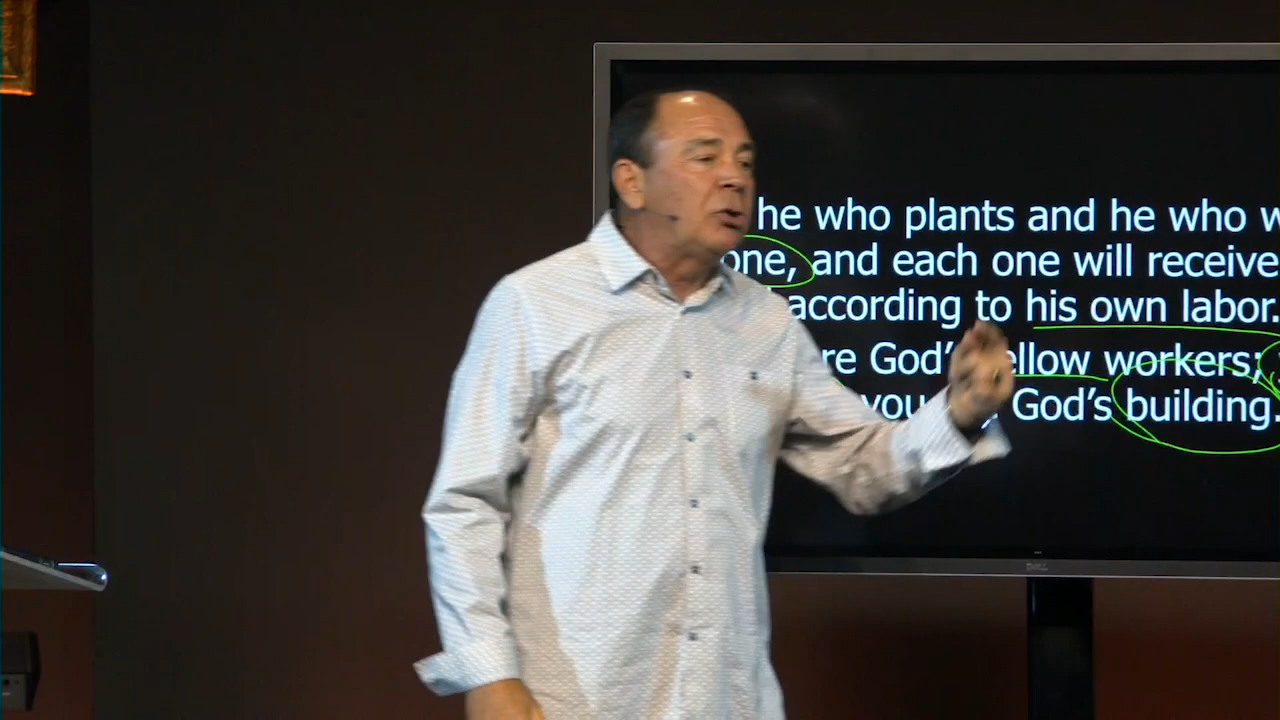 he who plants and he who w
one, and each one will receive
according to his own labor.
re God's ellow workers;
you God's building.
DELL